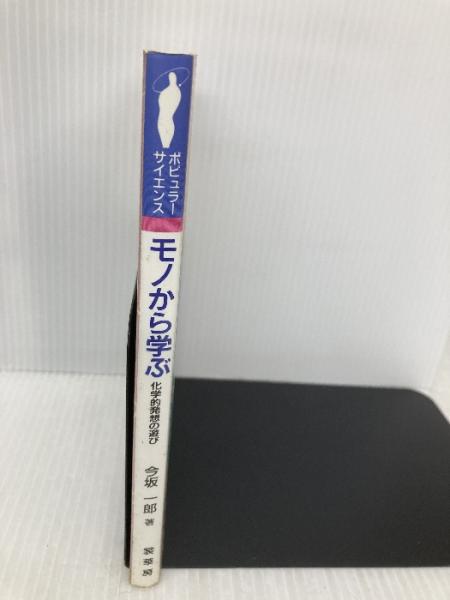 ポピュラー
サイエンス
モノから学ぶ
化学的発想の遊び
今坂一郎 著
裳華房